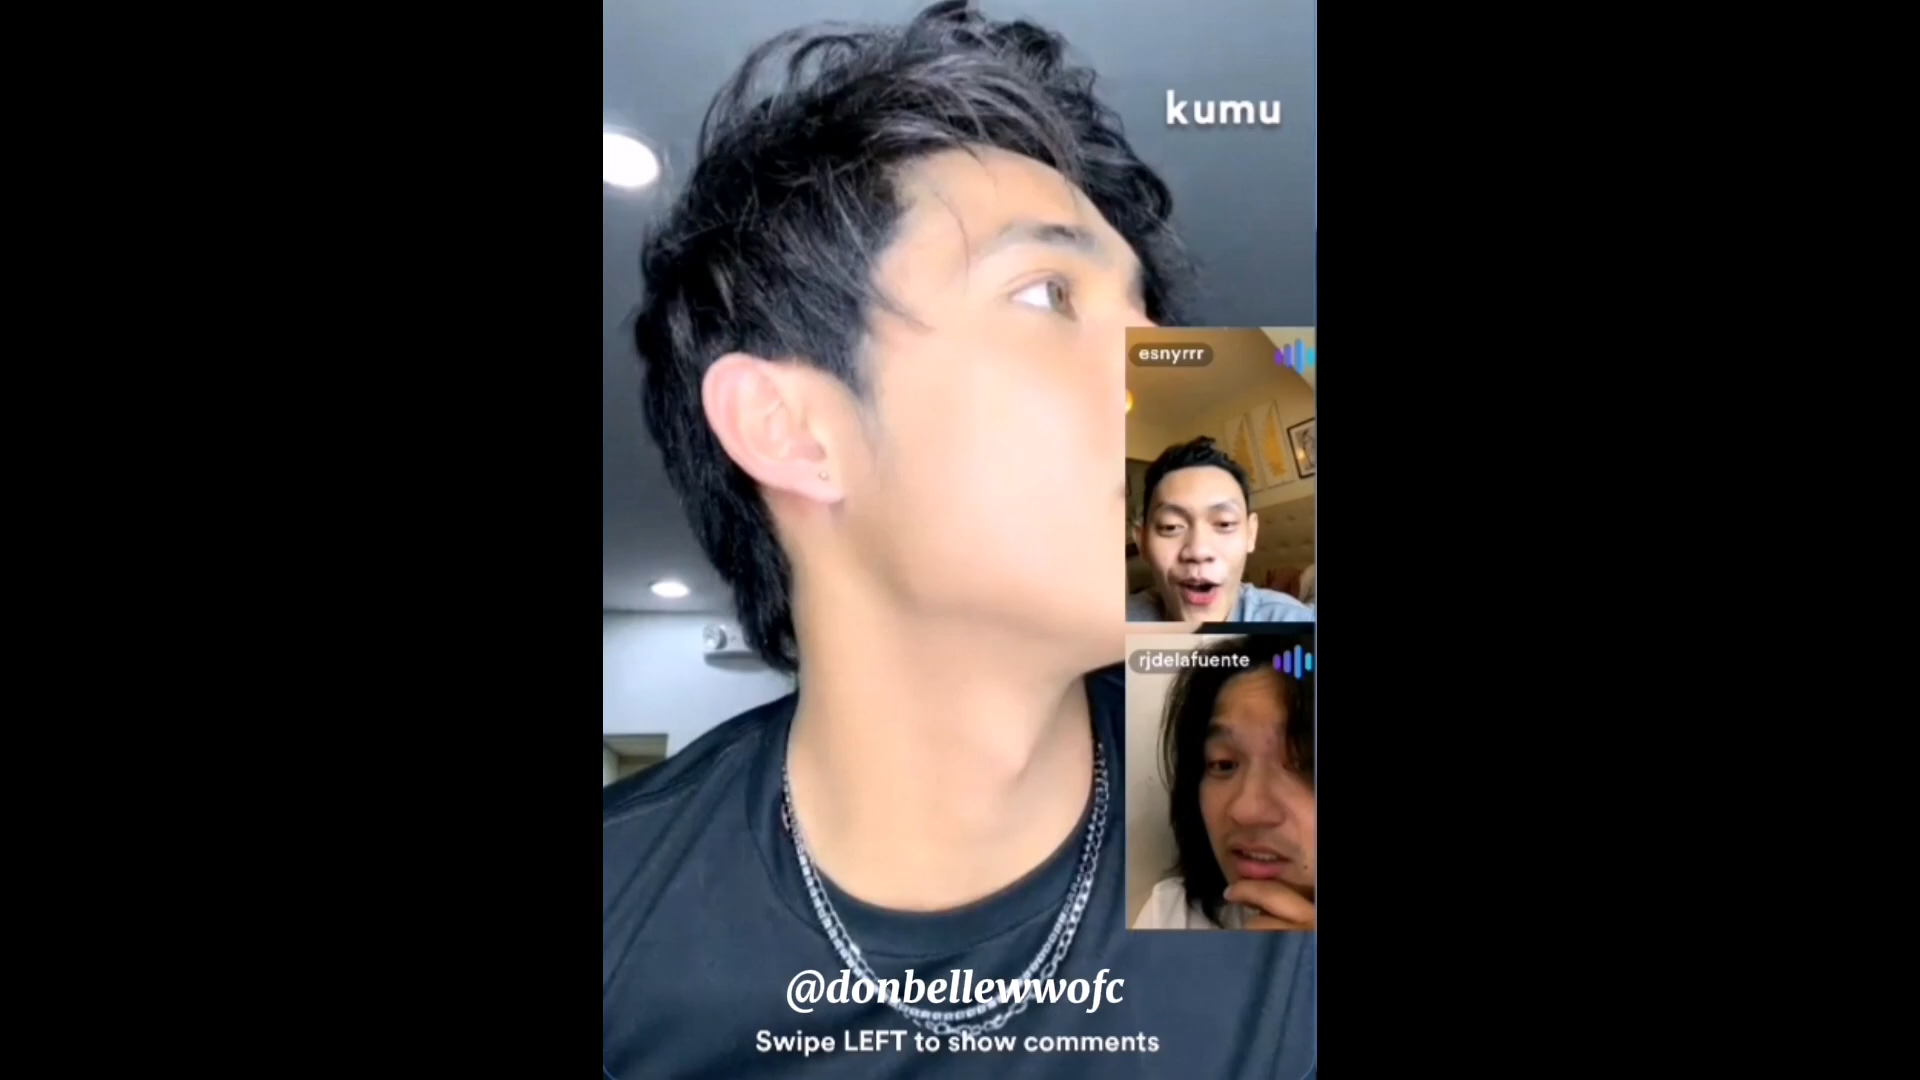 kumu
esnyrrr
rjdelafuente
@donbellewwofc
Swipe LEFT to show comments